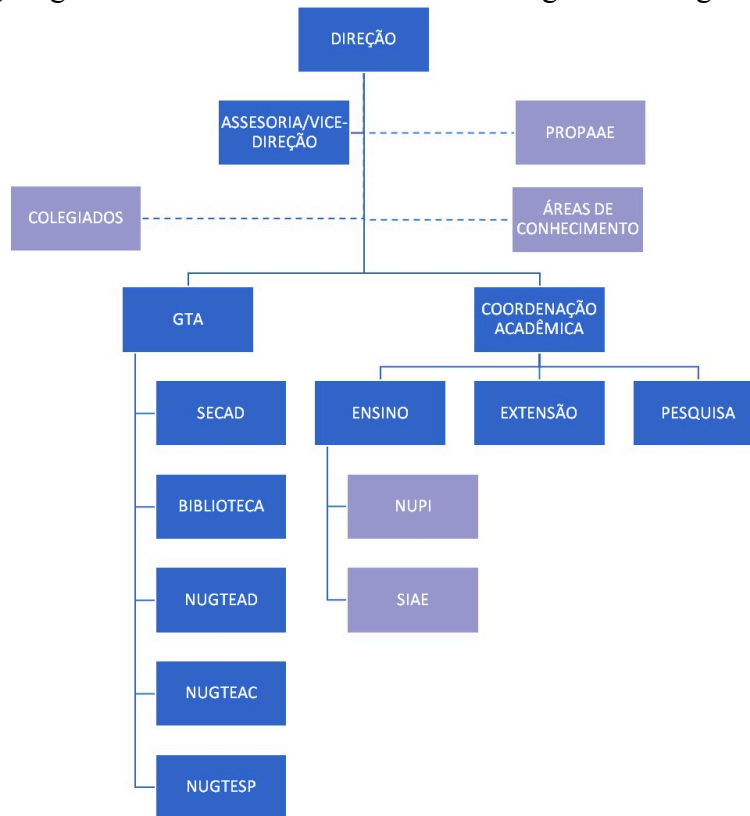 DIREÇÃO
ASSESORIA/VICE-
DIREÇÃO
PROPAAE
COLEGIADOS
ÁREAS DE
CONHECIMENTO
GTA
COORDENAÇÃO
ACADÊMICA
SECAD
ENSINO
EXTENSÃO
PESQUISA
BIBLIOTECA
NUPI
NUGTEAD
SIAE
NUGTEAC
NUGTESP